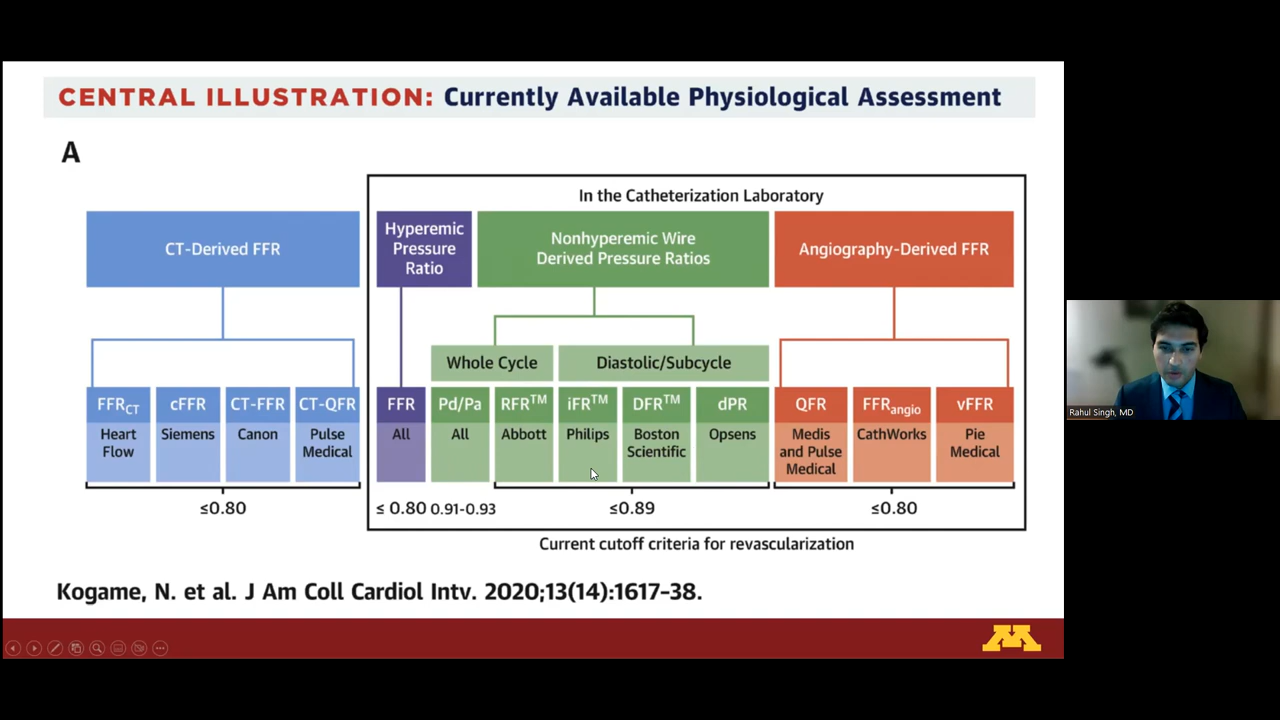 CENTRAL ILLUSTRATION: Currently Available Physiological Assessment
A
In the Catheterization Laboratory
CT-Derived FFR
Hyperemic
Pressure
Ratio
Nonhyperemic Wire
Derived Pressure Ratios
Angiography-Derived FFR
Whole Cycle
Diastolic/Subcycle
FFRCT
Heart
Flow
cFFR
Siemens
CT-FFR
Canon
CT-QFR
Pulse
Medical
FFR
All
Pd/Pa
All
RFR™
Abbott
iFR™
Philips
DFR™
Boston
Scientific
dPR
Opsens
QFR
Medis
and Pulse
Medical
FFRangio
CathWorks
vFFR
Pie
Medical
≤0.80
≤ 0.80
0.91-0.93
≤0.89
≤0.80
Current cutoff criteria for revascularization
Kogame, N. et al. J Am Coll Cardiol Intv. 2020;13(14):1617–38.
M
Rahul Singh, MD